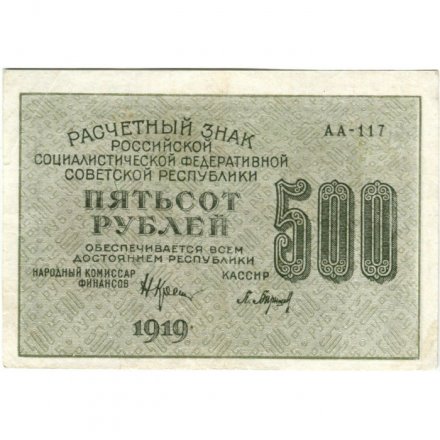 РАСЧЕТНЫЙ ЗНАК
АА-117
РОССИЙСКОЙ
СОЦИАЛИСТИЧЕСКОЙ ФЕДЕРАТИВНОЙ
СОВЕТСКОЙ РЕСПУБЛИКИ
ПЯТЬСОТ
РУБЛЕЙ
500
ОБЕСПЕЧИВАЕТСЯ ВСЕМ
ДОСТОЯНИЕМ РЕСПУБЛИКИ
НАРОДНЫЙ КОМИССАР
ФИНАНСОВ
КАССИР
1919